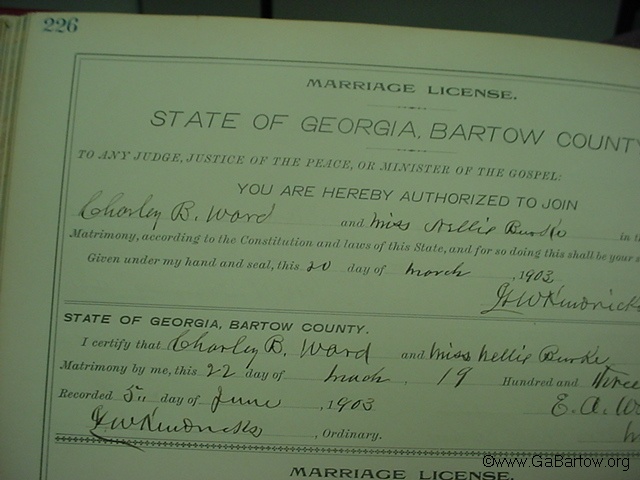 226
MARRIAGE LICENSE.
STATE OF GEORGIA, BARTOW COUNTY
TO ANY JUDGE, JUSTICE OF THE PEACE, OR MINISTER OF THE GOSPEL:
YOU ARE HEREBY AUTHORIZED TO JOIN
Charley B. Ward and Miss Nellie Burke in th
Matrimony, according to the Constitution and laws of this State, and for so doing this shall be your s
Given under my hand and seal, this 20 day of March , 1903,
G W Kendricks
STATE OF GEORGIA, BARTOW COUNTY.
I certify that Charley B. Ward and Miss Nellie Burke
Matrimony by me, this 22 day of March , 19 Hundred and Three
Recorded 5" day of June , 1903 E. A. W
G W Kendricks , Ordinary.
MARRIAGE LICENSE.
©www.GaBartow.org